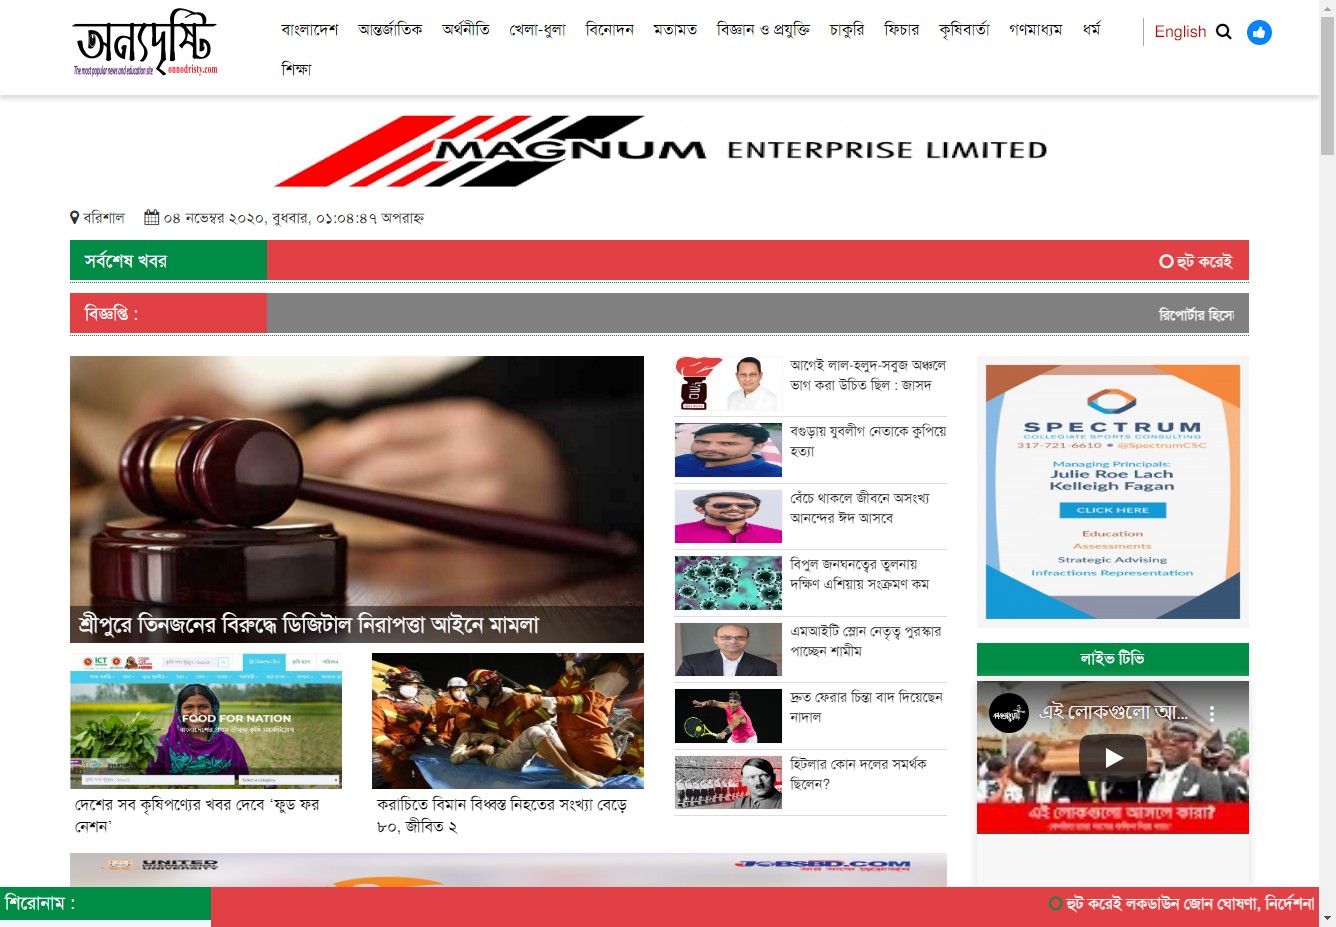 অন্যদৃষ্টি
The most popular news and education site onnodristy.com
বাংলাদেশ আন্তর্জাতিক অর্থনীতি খেলা-ধুলা বিনোদন মতামত বিজ্ঞান ও প্রযুক্তি চাকুরি ফিচার কৃষিবার্তা গণমাধ্যম ধর্ম
English
শিক্ষা
MAGNUM ENTERPRISE LIMITED
বরিশাল ০৪ নভেম্বর ২০২০, বুধবার, ০১:০৪:৪৭ অপরাহ্ন
সর্বশেষ খবর
হুট করেই
বিজ্ঞপ্তি :
রিপোর্টার
শ্রীপুরে তিনজনের বিরুদ্ধে ডিজিটাল নিরাপত্তা আইনে মামলা
ICT
FOOD FOR NATION
দেশের সব কৃষিপণ্যের খবর দেবে ‘ফুড ফর
নেশন’
করাচিতে বিমান বিধ্বস্ত নিহতের সংখ্যা বেড়ে
৮০, জীবিত ২
আগেই লাল-হলুদ-সবুজ অঞ্চলে
ভাগ করা উচিত ছিল : জাসদ
বগুড়ায় যুবলীগ নেতাকে কুপিয়ে
হত্যা
বেঁচে থাকলে জীবনে অসংখ্য
আনন্দের ঈদ আসবে
বিপুল জনঘনত্বের তুলনায়
দক্ষিণ এশিয়ায় সংক্রমণ কম
এমআইটি স্লোন নেতৃত্ব পুরস্কার
পাচ্ছেন শামীম
দ্রুত ফেরার চিন্তা বাদ দিয়েছেন
নাদাল
হিটলার কোন দলের সমর্থক
ছিলেন?
SPECTRUM
COLLEGIATE SPORTS CONSULTING
317-721-6610 • @SpectrumCSC
Managing Principals:
Julie Roe Lach
Kelleigh Fagan
CLICK HERE
Education
Assessments
Strategic Advising
Infractions Representation
লাইভ টিভি
এই লোকগুলো আ...
এই লোকগুলো আসলে কারা?
UNITED
UNIVERSITY
JOBSBD.COM
শিরোনাম :
হুট করেই লকডাউন জোন ঘোষণা, নির্দেশনা